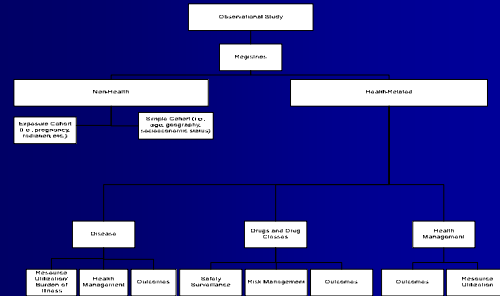 Observational Study
Registries
Non-Health
Health-Related
Exposure Cohort
(i.e., pregnancy,
radiation, etc.)
Simple Cohort (i.e.,
age, geography,
socioeconomic status)
Disease
Drugs and Drug
Classes
Health
Management
Resource
Utilization/
Burden of
Illness
Health
Management
Outcomes
Safety
Surveillance
Risk Management
Outcomes
Outcomes
Resource
Utilization